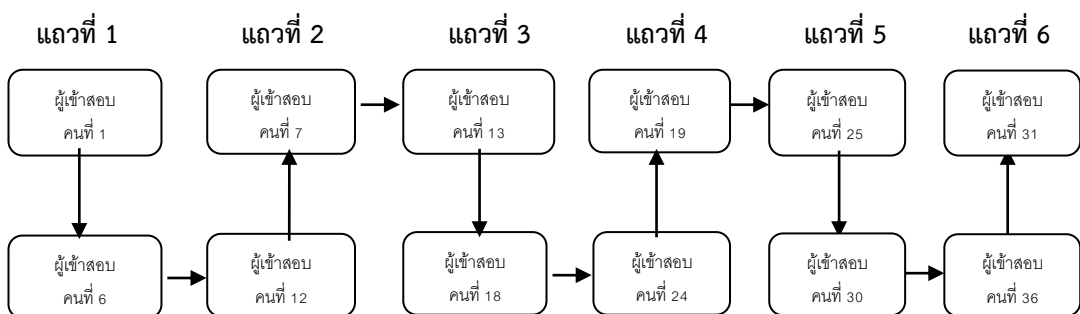 แถวที่ 1 แถวที่ 2 แถวที่ 3 แถวที่ 4 แถวที่ 5 แถวที่ 6
ผู้เข้าสอบ
คนที่ 1
ผู้เข้าสอบ
คนที่ 7
ผู้เข้าสอบ
คนที่ 13
ผู้เข้าสอบ
คนที่ 19
ผู้เข้าสอบ
คนที่ 25
ผู้เข้าสอบ
คนที่ 31
ผู้เข้าสอบ
คนที่ 6
ผู้เข้าสอบ
คนที่ 12
ผู้เข้าสอบ
คนที่ 18
ผู้เข้าสอบ
คนที่ 24
ผู้เข้าสอบ
คนที่ 30
ผู้เข้าสอบ
คนที่ 36